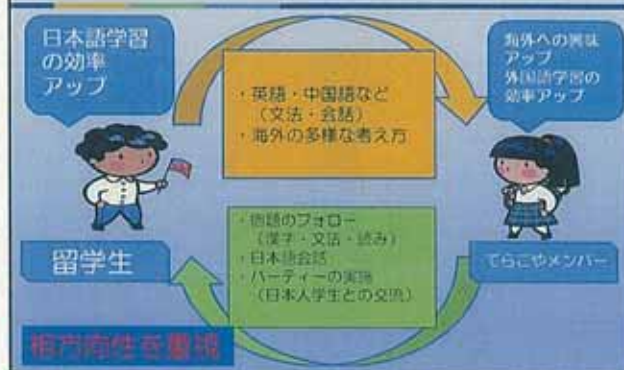 日本語学習
の効率
アップ
海外への興味
アップ
外国語学習の
効率アップ
・英語・中国語など
(文法・会話)
・海外の多様な考え方
・宿題のフォロー
(漢字・文法・読み)
・日本語会話
・パーティーの実施
(日本人学生との交流)
留学生
てらこやメンバー
相方向性を重視